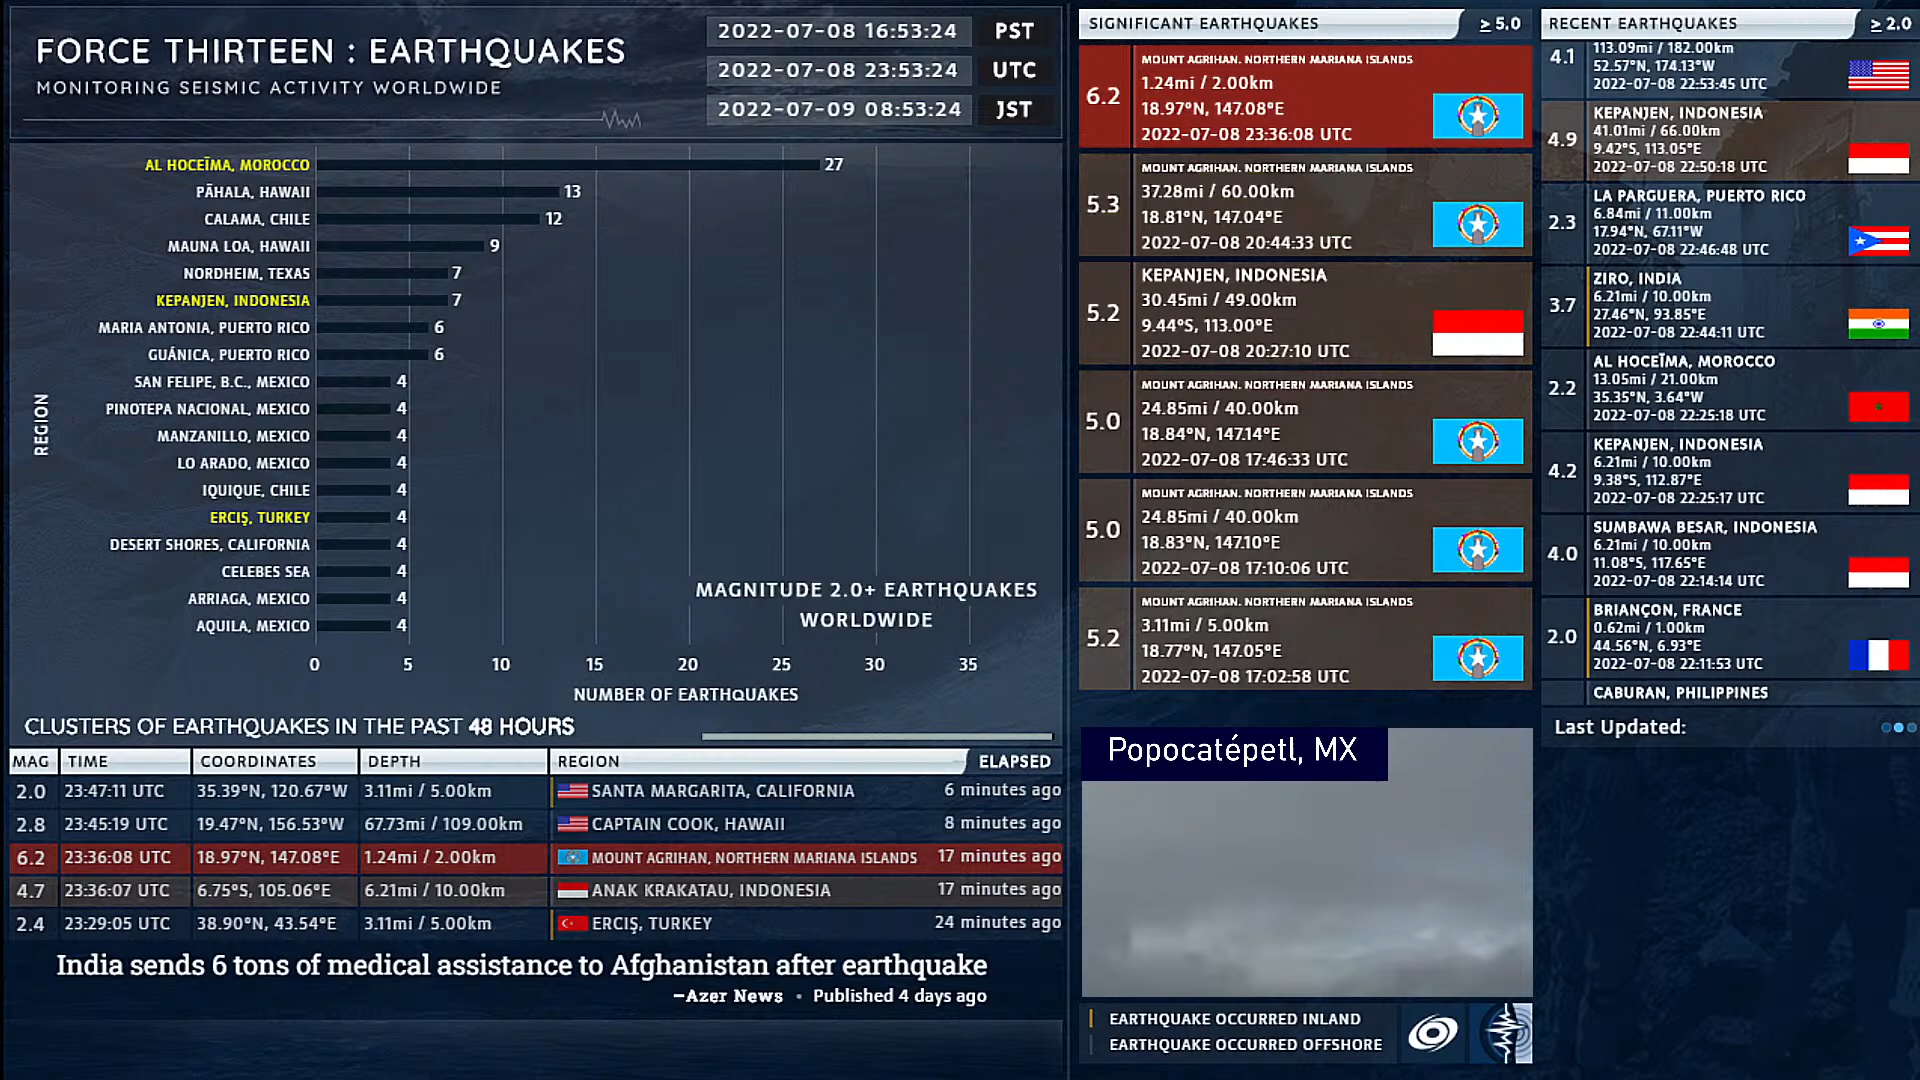 FORCE THIRTEEN : EARTHQUAKES
MONITORING SEISMIC ACTIVITY WORLDWIDE
2022-07-08 16:53:24 PST
2022-07-08 23:53:24 UTC
2022-07-09 08:53:24 JST
AL HOCEÏMA, MOROCCO 27
PĀHALA, HAWAII 13
CALAMA, CHILE 12
MAUNA LOA, HAWAII 9
NORDHEIM, TEXAS 7
KEPANJEN, INDONESIA 7
MARIA ANTONIA, PUERTO RICO 6
GUÁNICA, PUERTO RICO 6
SAN FELIPE, B.C., MEXICO 4
PINOTEPA NACIONAL, MEXICO 4
MANZANILLO, MEXICO 4
LO ARADO, MEXICO 4
IQUIQUE, CHILE 4
ERCIŞ, TURKEY 4
DESERT SHORES, CALIFORNIA 4
CELEBES SEA 4
ARRIAGA, MEXICO 4
AQUILA, MEXICO 4
REGION
MAGNITUDE 2.0+ EARTHQUAKES
WORLDWIDE
0 5 10 15 20 25 30 35
NUMBER OF EARTHQUAKES
CLUSTERS OF EARTHQUAKES IN THE PAST 48 HOURS
MAG TIME COORDINATES DEPTH REGION ELAPSED
2.0 23:47:11 UTC 35.39°N, 120.67°W 3.11mi / 5.00km SANTA MARGARITA, CALIFORNIA 6 minutes ago
2.8 23:45:19 UTC 19.47°N, 156.53°W 67.73mi / 109.00km CAPTAIN COOK, HAWAII 8 minutes ago
6.2 23:36:08 UTC 18.97°N, 147.08°E 1.24mi / 2.00km MOUNT AGRIHAN, NORTHERN MARIANA ISLANDS 17 minutes ago
4.7 23:36:07 UTC 6.75°S, 105.06°E 6.21mi / 10.00km ANAK KRAKATAU, INDONESIA 17 minutes ago
2.4 23:29:05 UTC 38.90°N, 43.54°E 3.11mi / 5.00km ERCIŞ, TURKEY 24 minutes ago
India sends 6 tons of medical assistance to Afghanistan after earthquake
–Azer News • Published 4 days ago
SIGNIFICANT EARTHQUAKES ≥ 5.0
6.2
MOUNT AGRIHAN, NORTHERN MARIANA ISLANDS
1.24mi / 2.00km
18.97°N, 147.08°E
2022-07-08 23:36:08 UTC
5.3
MOUNT AGRIHAN, NORTHERN MARIANA ISLANDS
37.28mi / 60.00km
18.81°N, 147.04°E
2022-07-08 20:44:33 UTC
5.2
KEPANJEN, INDONESIA
30.45mi / 49.00km
9.44°S, 113.00°E
2022-07-08 20:27:10 UTC
5.0
MOUNT AGRIHAN, NORTHERN MARIANA ISLANDS
24.85mi / 40.00km
18.84°N, 147.14°E
2022-07-08 17:46:33 UTC
5.0
MOUNT AGRIHAN, NORTHERN MARIANA ISLANDS
24.85mi / 40.00km
18.83°N, 147.10°E
2022-07-08 17:10:06 UTC
5.2
MOUNT AGRIHAN, NORTHERN MARIANA ISLANDS
3.11mi / 5.00km
18.77°N, 147.05°E
2022-07-08 17:02:58 UTC
Popocatépetl, MX
EARTHQUAKE OCCURRED INLAND
EARTHQUAKE OCCURRED OFFSHORE
RECENT EARTHQUAKES ≥ 2.0
4.1
113.09mi / 182.00km
52.57°N, 174.13°W
2022-07-08 22:53:45 UTC
4.9
KEPANJEN, INDONESIA
41.01mi / 66.00km
9.42°S, 113.05°E
2022-07-08 22:50:18 UTC
2.3
LA PARGUERA, PUERTO RICO
6.84mi / 11.00km
17.94°N, 67.11°W
2022-07-08 22:46:48 UTC
3.7
ZIRO, INDIA
6.21mi / 10.00km
27.46°N, 93.85°E
2022-07-08 22:44:11 UTC
2.2
AL HOCEÏMA, MOROCCO
13.05mi / 21.00km
35.35°N, 3.64°W
2022-07-08 22:25:18 UTC
4.2
KEPANJEN, INDONESIA
6.21mi / 10.00km
9.38°S, 112.87°E
2022-07-08 22:25:17 UTC
4.0
SUMBAWA BESAR, INDONESIA
6.21mi / 10.00km
11.08°S, 117.65°E
2022-07-08 22:14:14 UTC
2.0
BRIANÇON, FRANCE
0.62mi / 1.00km
44.56°N, 6.93°E
2022-07-08 22:11:53 UTC
CABURAN, PHILIPPINES
Last Updated: